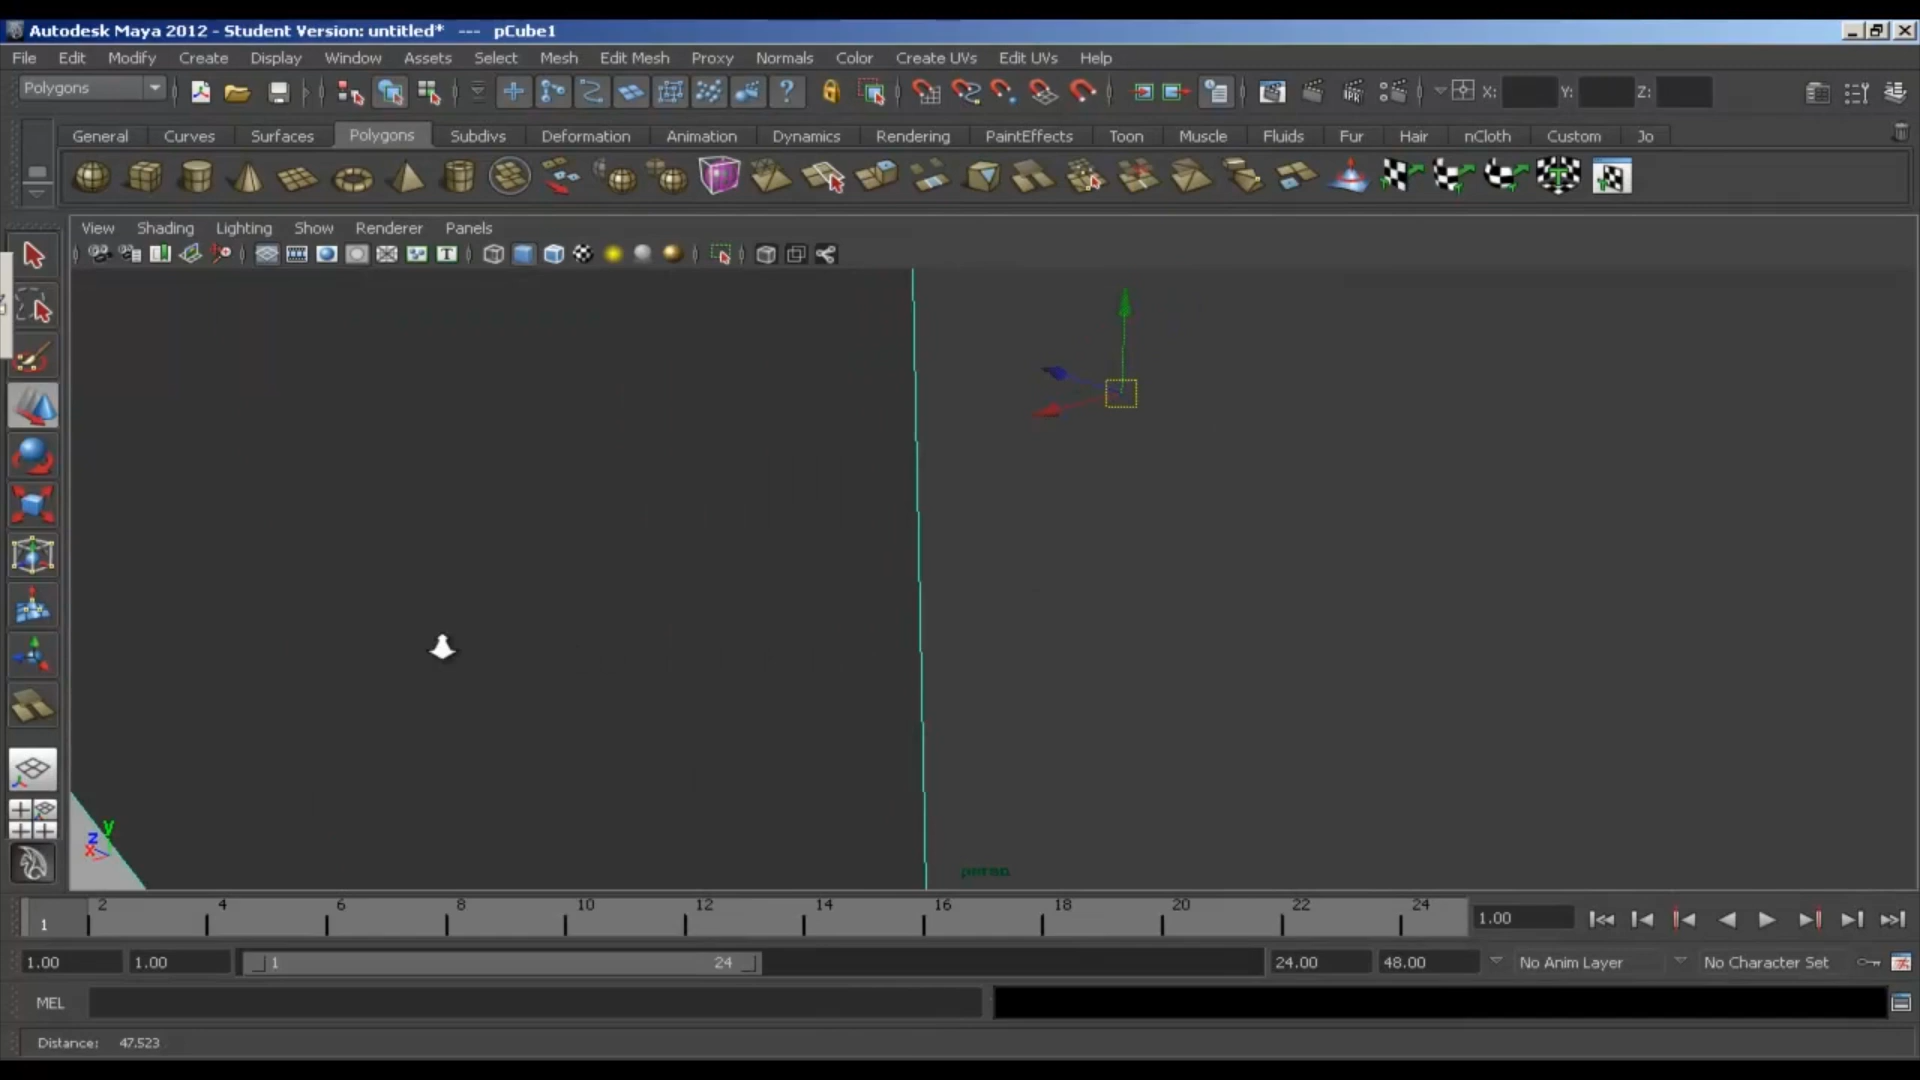 Autodesk Maya 2012 - Student Version: untitled* --- pCube1
File Edit Modify Create Display Window Assets Select Mesh Edit Mesh Proxy Normals Color Create UVs Edit UVs Help
Polygons X: Y: Z:
General Curves Surfaces Polygons Subdivs Deformation Animation Dynamics Rendering PaintEffects Toon Muscle Fluids Fur Hair nCloth Custom Jo
View Shading Lighting Show Renderer Panels
y
z
x
persp
2 4 6 8 10 12 14 16 18 20 22 24
1 1.00
1.00 1.00 1 24 24.00 48.00 No Anim Layer No Character Set
MEL
Distance: 47.523